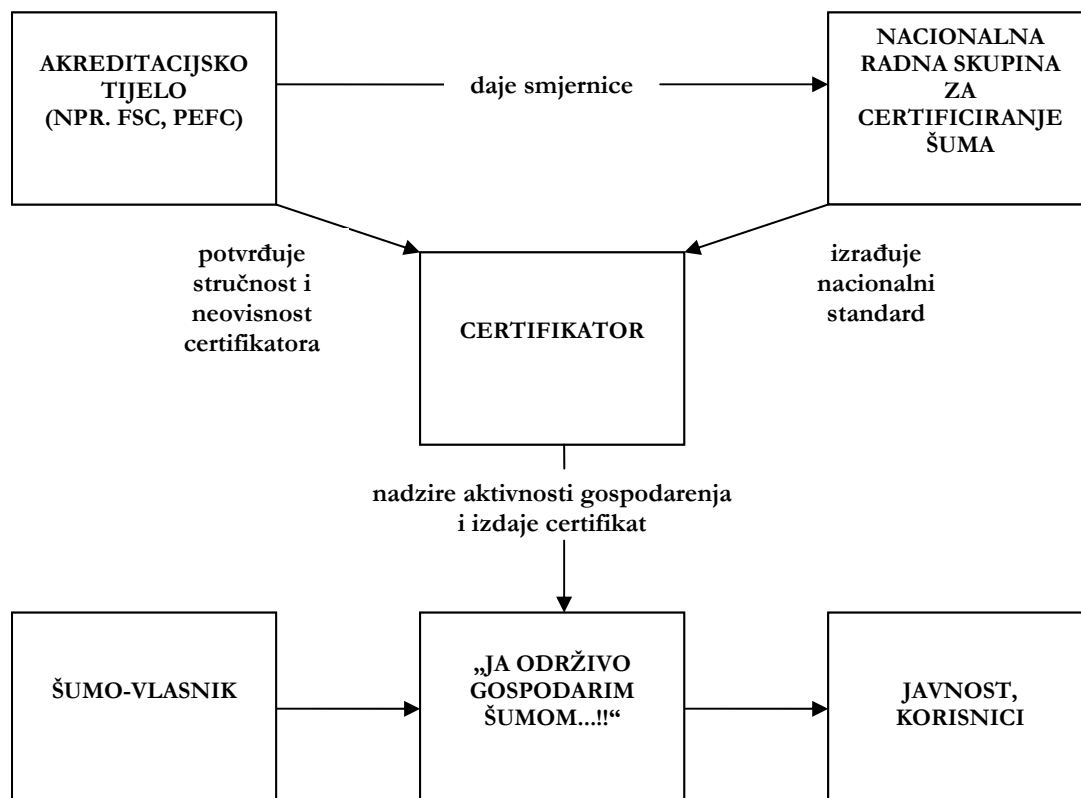 AKREDITACIJSKO
TIJELO
(NPR. FSC, PEFC)
daje smjernice
NACIONALNA
RADNA SKUPINA
ZA
CERTIFICIRANJE
ŠUMA
potvrđuje
stručnost i
neovisnost
certifikatora
CERTIFIKATOR
izrađuje
nacionalni
standard
nadzire aktivnosti gospodarenja
i izdaje certifikat
ŠUMO-VLASNIK
„JA ODRŽIVO
GOSPODARIM
ŠUMOM...!!“
JAVNOST,
KORISNICI